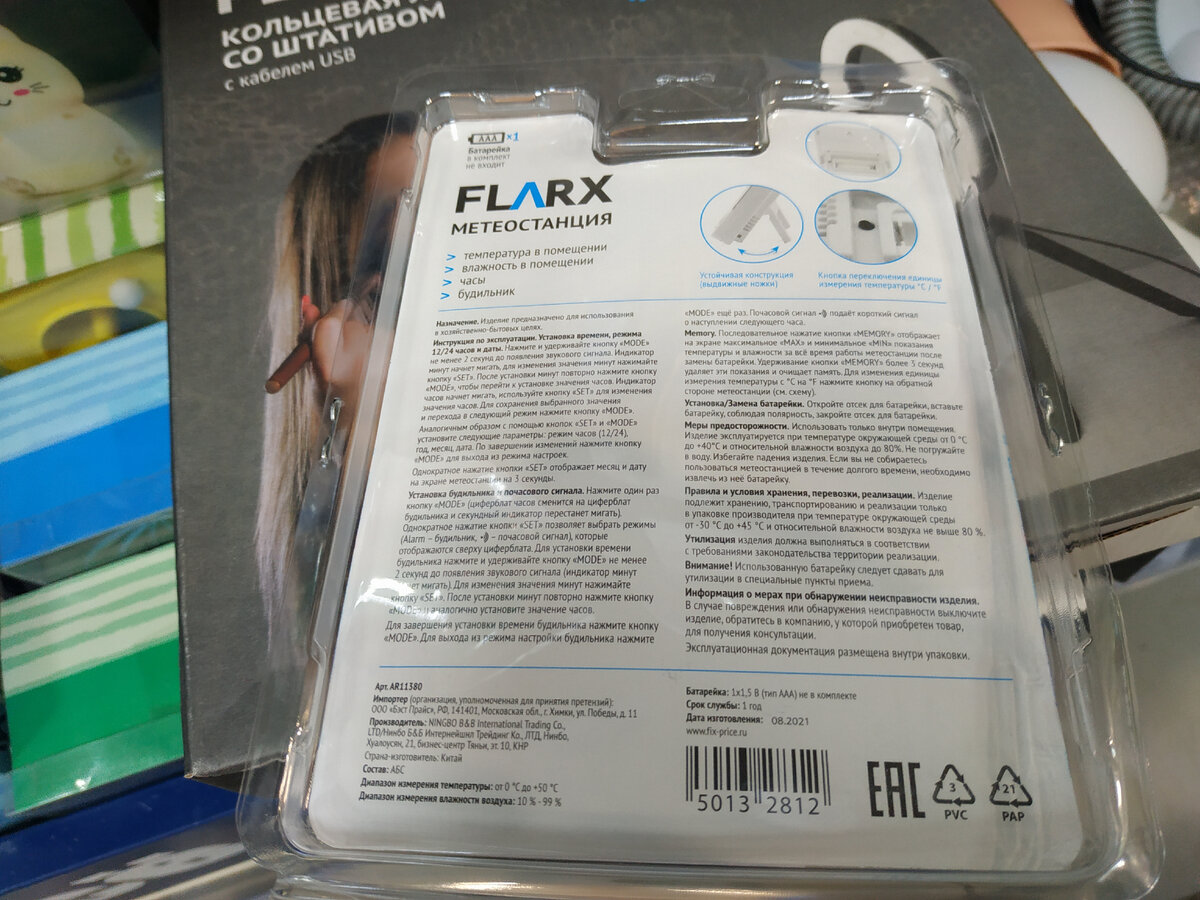 КОЛЬЦЕВАЯ
СО ШТАТИВОМ
с кабелем USB
AAA x1
Батарейка
в комплект
не входит
FLARX
МЕТЕОСТАНЦИЯ
температура в помещении
влажность в помещении
часы
будильник
Устойчивая конструкция
(выдвижные ножки)
Кнопка переключения единицы
измерения температуры °C / °F
Назначение. Изделие предназначено для использования
в хозяйственно-бытовых целях.
Инструкция по эксплуатации. Установка времени, режима
12/24 часов и даты. Нажмите и удерживайте кнопку «MODE»
не менее 2 секунд до появления звукового сигнала. Индикатор
минут начнет мигать, для изменения значения минут нажимайте
кнопку «SET». После установки минут повторно нажмите кнопку
«MODE», чтобы перейти к установке значения часов. Индикатор
часов начнет мигать, используйте кнопку «SET» для изменения
значения часов. Для сохранения выбранного значения
и перехода в следующий режим нажмите кнопку «MODE».
Аналогичным образом с помощью кнопок «SET» и «MODE»
установите следующие параметры: режим часов (12/24),
год, месяц, дата. По завершении изменений нажмите кнопку
«MODE» для выхода из режима настроек.
Однократное нажатие кнопки «SET» отображает месяц и дату
на экране метеостанции на 3 секунды.
Установка будильника и почасового сигнала. Нажмите один раз
кнопку «MODE» (циферблат часов сменится на циферблат
будильника и секундный индикатор перестанет мигать).
Однократное нажатие кнопки «SET» позволяет выбрать режимы
(Alarm – будильник, – почасовой сигнал), которые
отображаются сверху циферблата. Для установки времени
будильника нажмите и удерживайте кнопку «MODE» не менее
2 секунд до появления звукового сигнала (индикатор минут
начнет мигать). Для изменения значения минут нажимайте
кнопку «SET». После установки минут повторно нажмите кнопку
«MODE» и аналогично установите значение часов.
Для завершения установки времени будильника нажмите кнопку
«MODE». Для выхода из режима настройки будильника нажмите
«MODE» ещё раз. Почасовой сигнал подаёт короткий сигнал
о наступлении следующего часа.
Memory. Последовательное нажатие кнопки «MEMORY» отображает
на экране максимальное «MAX» и минимальное «MIN» показания
температуры и влажности за всё время работы метеостанции после
замены батарейки. Удерживание кнопки «MEMORY» более 3 секунд
удаляет эти показания и очищает память. Для изменения единицы
измерения температуры с °C на °F нажмите кнопку на обратной
стороне метеостанции (см. схему).
Установка/Замена батарейки. Откройте отсек для батарейки, вставьте
батарейку, соблюдая полярность, закройте отсек для батарейки.
Меры предосторожности. Использовать только внутри помещения.
Изделие эксплуатируется при температуре окружающей среды от 0 °C
до +40°C и относительной влажности воздуха до 80%. Не погружайте
в воду. Избегайте падения изделия. Если вы не собираетесь
пользоваться метеостанцией в течение долгого времени, необходимо
извлечь из неё батарейку.
Правила и условия хранения, перевозки, реализации. Изделие
подлежит хранению, транспортированию и реализации только
в упаковке производителя при температуре окружающей среды
от -30 °C до +45 °C и относительной влажности воздуха не выше 80 %.
Утилизация изделия должна выполняться в соответствии
с требованиями законодательства территории реализации.
Внимание! Использованную батарейку следует сдавать для
утилизации в специальные пункты приема.
Информация о мерах при обнаружении неисправности изделия.
В случае повреждения или обнаружения неисправности выключите
изделие, обратитесь в компанию, у которой приобретен товар,
для получения консультации.
Эксплуатационная документация размещена внутри упаковки.
Арт. AR11380
Импортер (организация, уполномоченная для принятия претензий):
ООО «Бэст Прайс», РФ, 141401, Московская обл., г. Химки, ул. Победы, д. 11
Производитель: NINGBO B&B International Trading Co.,
LTD/Нинбо Б&Б Интернейшнл Трейдинг Ко., ЛТД, Нинбо,
Хуалоуян, 21, бизнес-центр Тяньи, эт. 10, КНР
Страна-изготовитель: Китай
Состав: АБС
Диапазон измерения температуры: от 0 °C до +50 °C
Диапазон измерения влажности воздуха: 10 % - 99 %
Батарейка: 1x1,5 В (тип ААА) не в комплекте
Срок службы: 1 год
Дата изготовления: 08.2021
www.fix-price.ru
5013 2812
EAC
3
PVC
21
PAP